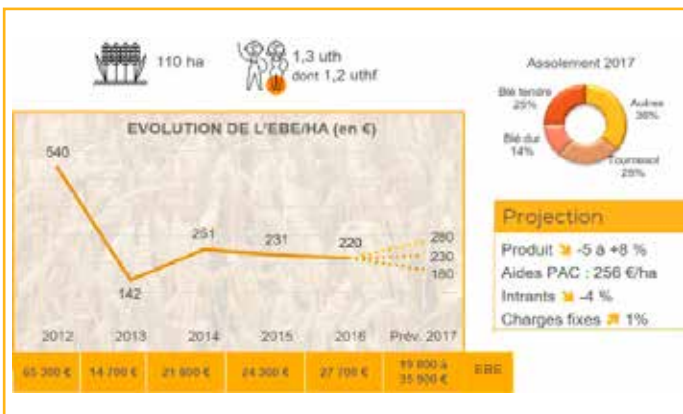 110 ha
1,3 uth
dont 1,2 uthf
Assolement 2017
Blé tendre
25%
Autres
36%
Blé dur
14%
Tournesol
25%
EVOLUTION DE L'EBE/HA (en €)
540
142
251
231
220
280
230
180
2012 2013 2014 2015 2016 Prév. 2017
65 300 € 14 700 € 21 800 € 24 300 € 27 700 € 19 800 à
35 900 € EBE
Projection
Produit -5 à +8 %
Aides PAC : 256 €/ha
Intrants -4 %
Charges fixes 1%